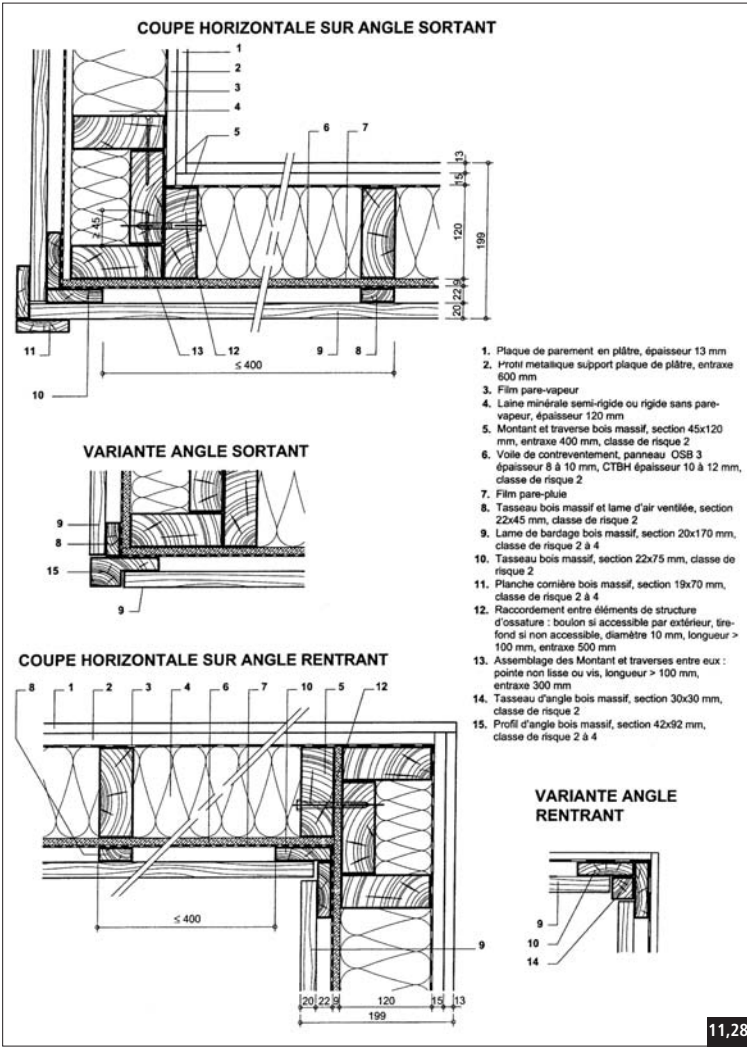 COUPE HORIZONTALE SUR ANGLE SORTANT
1
2
3
4
5
6
7
13
15
120
199
9
22
20
≥ 45
11
10
13
12
9
8
≤ 400
1. Plaque de parement en plâtre, épaisseur 13 mm
2. Profil metallique support plaque de plâtre, entraxe
600 mm
3. Film pare-vapeur
4. Laine minérale semi-rigide ou rigide sans pare-
vapeur, épaisseur 120 mm
5. Montant et traverse bois massif, section 45x120
mm, entraxe 400 mm, classe de risque 2
6. Voile de contreventement, panneau OSB 3
épaisseur 8 à 10 mm, CTBH épaisseur 10 à 12 mm,
classe de risque 2
7. Film pare-pluie
8. Tasseau bois massif et lame d'air ventilée, section
22x45 mm, classe de risque 2
9. Lame de bardage bois massif, section 20x170 mm,
classe de risque 2 à 4
10. Tasseau bois massif, section 22x75 mm, classe de
risque 2
11. Planche cornière bois massif, section 19x70 mm,
classe de risque 2 à 4
12. Raccordement entre éléments de structure
d'ossature : boulon si accessible par extérieur, tire-
fond si non accessible, diamètre 10 mm, longueur >
100 mm, entraxe 500 mm
13. Assemblage des Montant et traverses entre eux :
pointe non lisse ou vis, longueur > 100 mm,
entraxe 300 mm
14. Tasseau d'angle bois massif, section 30x30 mm,
classe de risque 2
15. Profil d'angle bois massif, section 42x92 mm,
classe de risque 2 à 4
VARIANTE ANGLE SORTANT
9
8
15
9
COUPE HORIZONTALE SUR ANGLE RENTRANT
8 1 2 3 4 6 7 10 5 12
≤ 400
9
20 22 9 120 15 13
199
VARIANTE ANGLE
RENTRANT
9
10
14
11,28